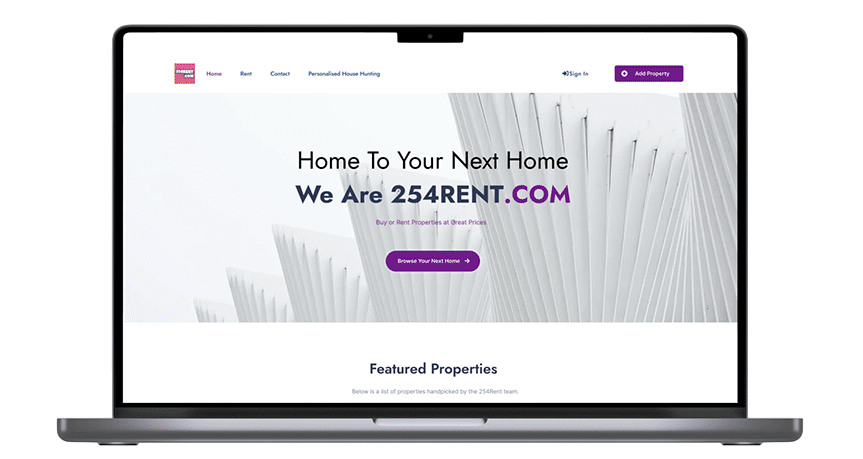 254RENT
.COM
Home
Rent
Contact
Personalised House Hunting
Sign In
Add Property
Home To Your Next Home
We Are 254RENT.COM
Buy or Rent Properties at Great Prices
Browse Your Next Home
Featured Properties
Below is a list of properties handpicked by the 254Rent team.